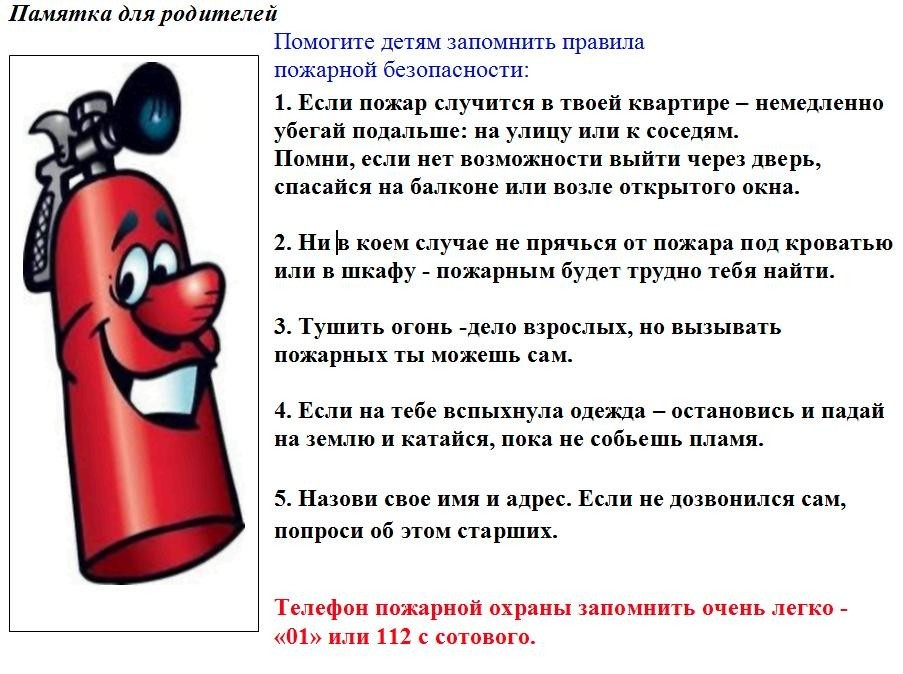 Памятка для родителей
Помогите детям запомнить правила
пожарной безопасности:
1. Если пожар случится в твоей квартире – немедленно
убегай подальше: на улицу или к соседям.
Помни, если нет возможности выйти через дверь,
спасайся на балконе или возле открытого окна.
2. Ни в коем случае не прячься от пожара под кроватью
или в шкафу - пожарным будет трудно тебя найти.
3. Тушить огонь -дело взрослых, но вызывать
пожарных ты можешь сам.
4. Если на тебе вспыхнула одежда – остановись и падай
на землю и катайся, пока не собьешь пламя.
5. Назови свое имя и адрес. Если не дозвонился сам,
попроси об этом старших.
Телефон пожарной охраны запомнить очень легко -
«01» или 112 с сотового.